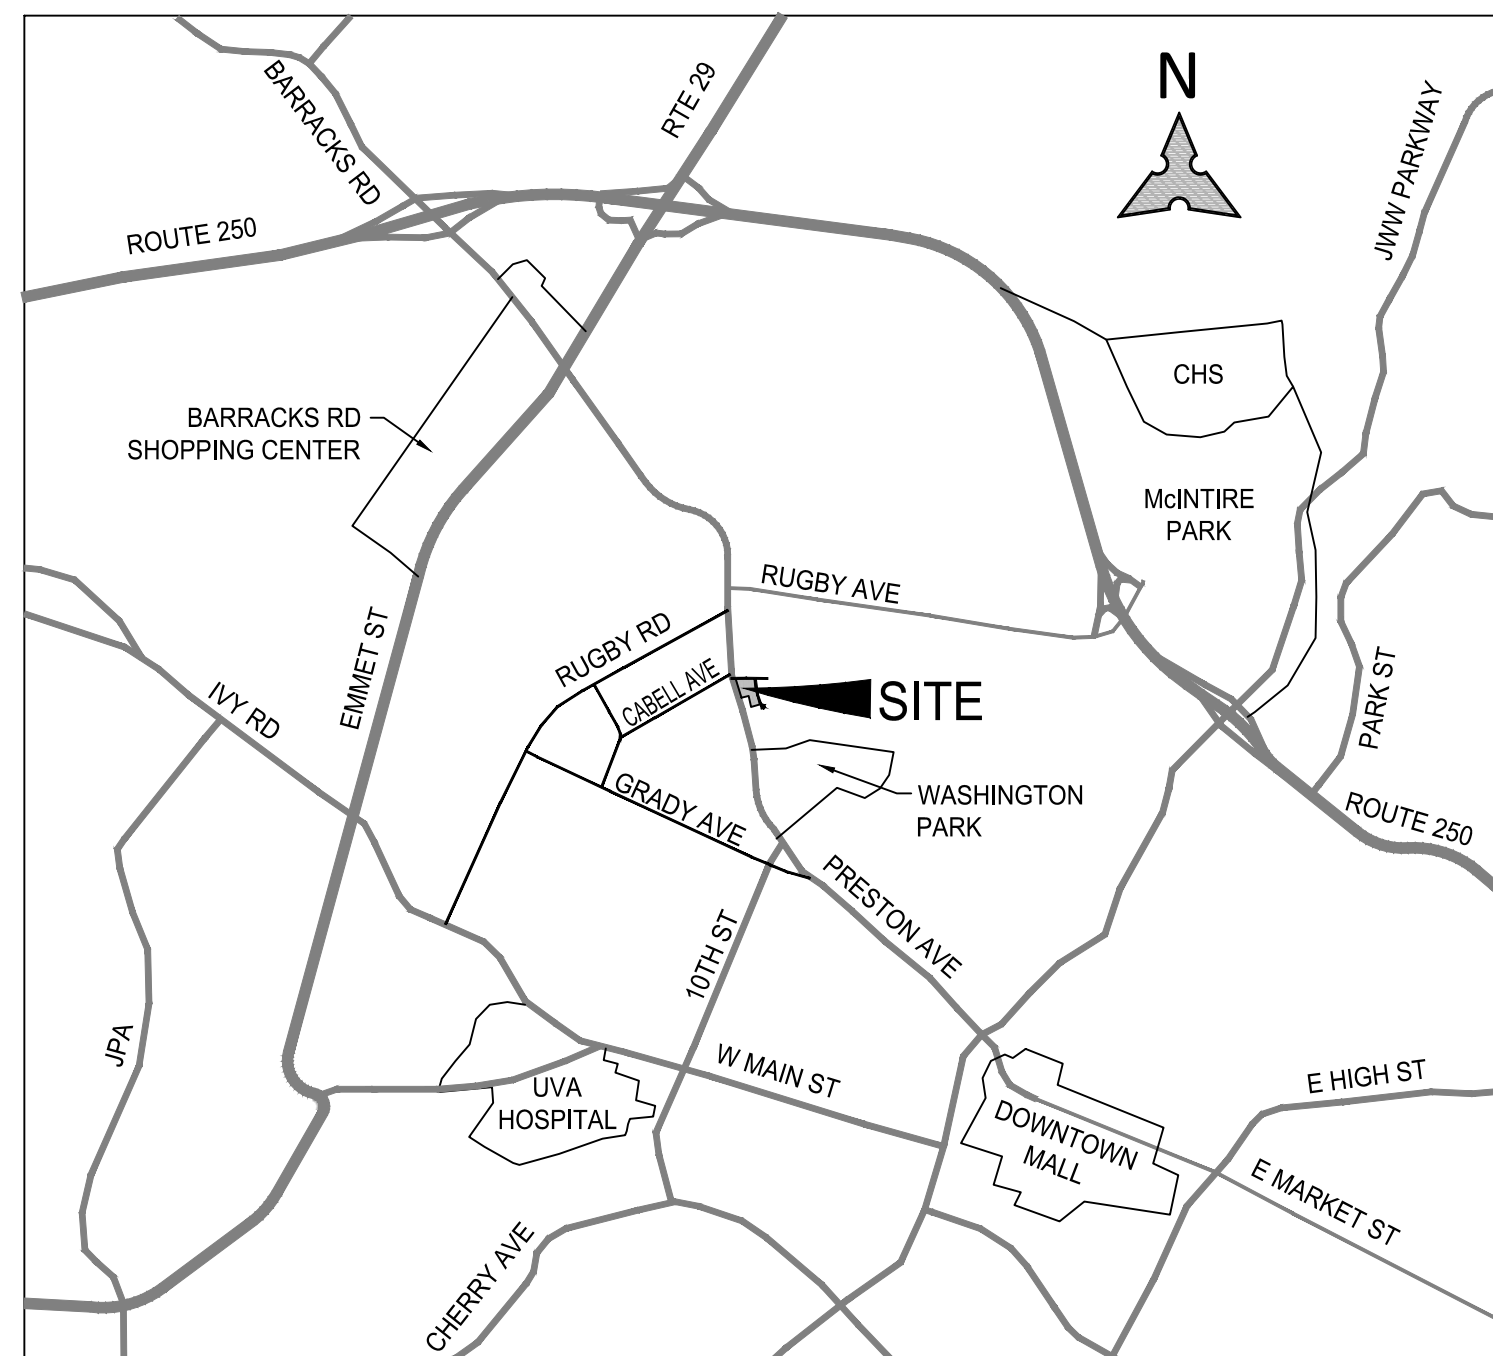 N
BARRACKS RD
RTE 29
JWW PARKWAY
ROUTE 250
CHS
BARRACKS RD
SHOPPING CENTER
McINTIRE
PARK
RUGBY AVE
RUGBY RD
EMMET ST
CABELL AVE
SITE
IVY RD
PARK ST
GRADY AVE
WASHINGTON
PARK
ROUTE 250
PRESTON AVE
10TH ST
JPA
W MAIN ST
UVA
HOSPITAL
E HIGH ST
DOWNTOWN
MALL
E MARKET ST
CHERRY AVE